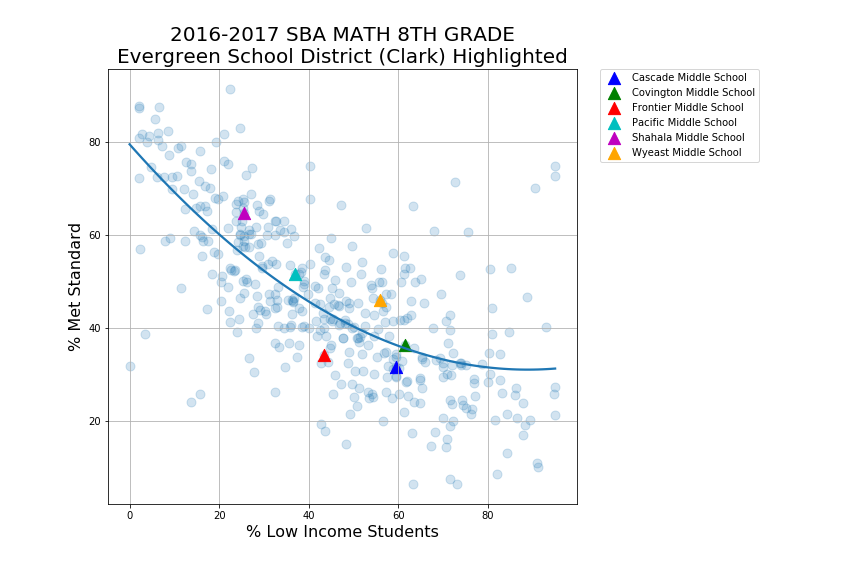 2016-2017 SBA MATH 8TH GRADE
Evergreen School District (Clark) Highlighted
Cascade Middle School
Covington Middle School
Frontier Middle School
Pacific Middle School
Shahala Middle School
Wyeast Middle School
% Met Standard
80
60
40
20
0 20 40 60 80
% Low Income Students